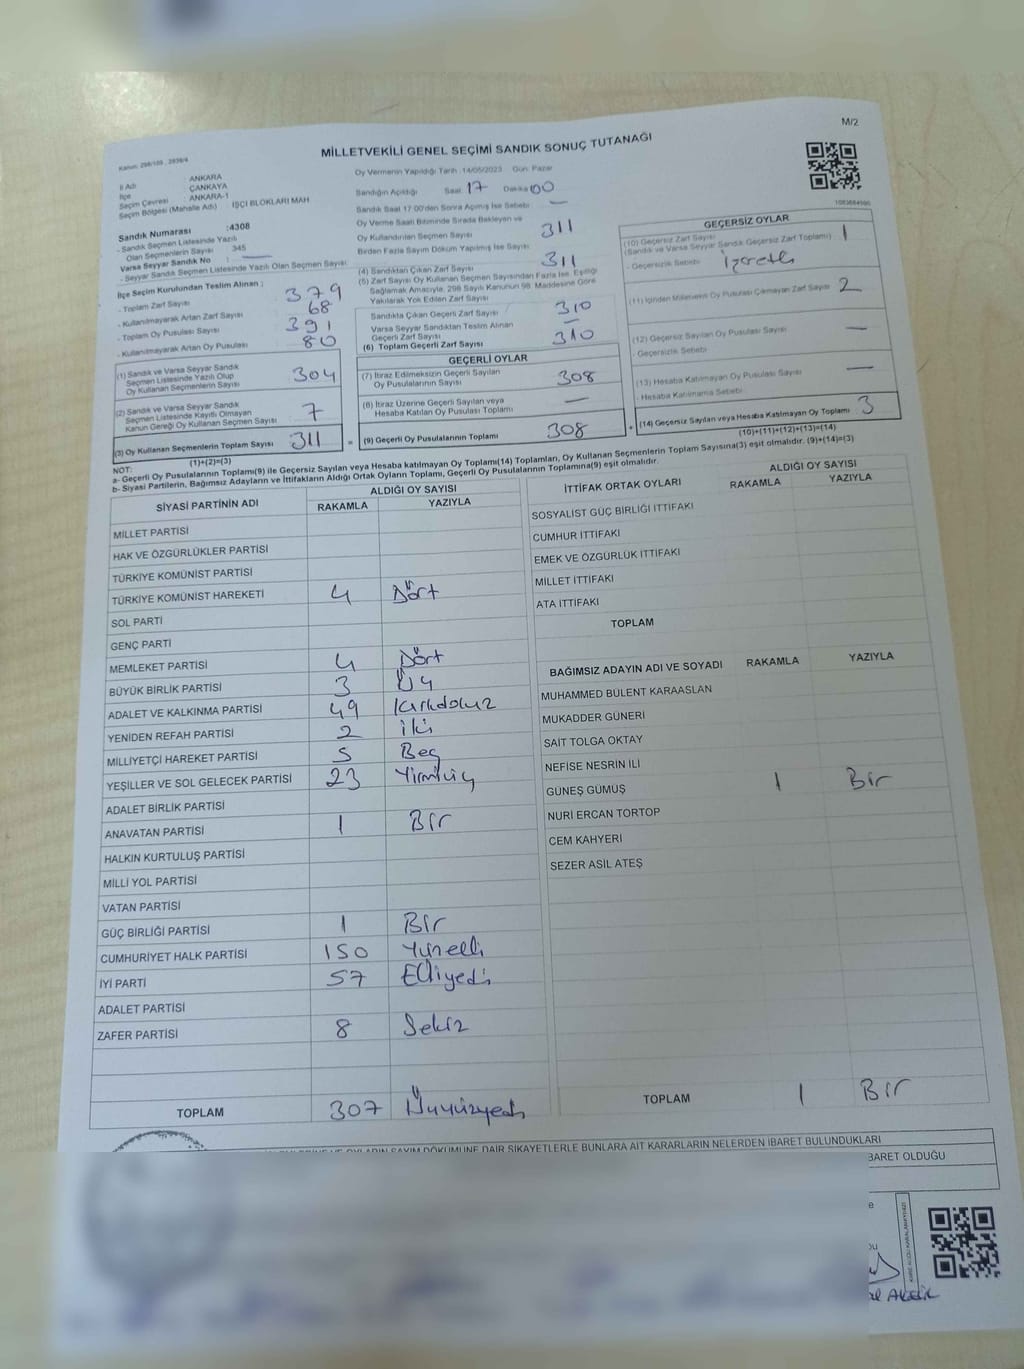 M/2
Kanun: 298/105 , 2839/4
MİLLETVEKİLİ GENEL SEÇİMİ SANDIK SONUÇ TUTANAĞI
İl Adı : ANKARA
İlçe : ÇANKAYA
Seçim Çevresi : ANKARA-1
Seçim Bölgesi (Mahalle Adı) : İŞÇİ BLOKLARI MAH
Sandık Numarası :4308
- Sandık Seçmen Listesinde Yazılı
Olan Seçmenlerin Sayısı 345
Varsa Seyyar Sandık No : —
- Seyyar Sandık Seçmen Listesinde Yazılı Olan Seçmen Sayısı:
İlçe Seçim Kurulundan Teslim Alınan ;
- Toplam Zarf Sayısı 379
- Kullanılmayarak Artan Zarf Sayısı 68
- Toplam Oy Pusulası Sayısı 391
- Kullanılmayarak Artan Oy Pusulası 80
(1) Sandık ve Varsa Seyyar Sandık
Seçmen Listesinde Yazılı Olup
Oy Kullanan Seçmenlerin Sayısı 304
(2) Sandık ve Varsa Seyyar Sandık
Seçmen Listesinde Kayıtlı Olmayan
Kanun Gereği Oy Kullanan Seçmen Sayısı 7
(3) Oy Kullanan Seçmenlerin Toplam Sayısı 311 =
(1)+(2)=(3)
Oy Vermenin Yapıldığı Tarih :14/05/2023 Gün: Pazar
Sandığın Açıldığı Saat 17 Dakika 00
Sandık Saat 17:00'den Sonra Açılmış İse Sebebi: —
Oy Verme Saati Bitiminde Sırada Bekleyen ve
Oy Kullandırılan Seçmen Sayısı 311
Birden Fazla Sayım Döküm Yapılmış İse Sayısı:
(4) Sandıktan Çıkan Zarf Sayısı 311
(5) Zarf Sayısı Oy Kullanan Seçmen Sayısından Fazla İse, Eşitliği
Sağlamak Amacıyla, 298 Sayılı Kanunun 98. Maddesine Göre
Yakılarak Yok Edilen Zarf Sayısı
Sandıkta Çıkan Geçerli Zarf Sayısı 310
Varsa Seyyar Sandıktan Teslim Alınan
Geçerli Zarf Sayısı —
(6) Toplam Geçerli Zarf Sayısı 310
GEÇERLİ OYLAR
(7) İtiraz Edilmeksizin Geçerli Sayılan
Oy Pusulalarının Sayısı 308
(8) İtiraz Üzerine Geçerli Sayılan veya
Hesaba Katılan Oy Pusulası Toplamı —
(9) Geçerli Oy Pusulalarının Toplamı 308 +
GEÇERSİZ OYLAR
(10) Geçersiz Zarf Sayısı
(Sandık ve Varsa Seyyar Sandık Geçersiz Zarf Toplamı) 1
- Geçersizlik Sebebi: İşaretli
(11) İçinden Milletvekili Oy Pusulası Çıkmayan Zarf Sayısı 2
(12) Geçersiz Sayılan Oy Pusulası Sayısı —
- Geçersizlik Sebebi
(13) Hesaba Katılmayan Oy Pusulası Sayısı —
- Hesaba Katılmama Sebebi
(14) Geçersiz Sayılan veya Hesaba Katılmayan Oy Toplamı 3
(10)+(11)+(12)+(13)=(14)
NOT:
a- Geçerli Oy Pusulalarının Toplamı(9) ile Geçersiz Sayılan veya Hesaba katılmayan Oy Toplamı(14) Toplamları, Oy Kullanan Seçmenlerin Toplam Sayısına(3) eşit olmalıdır. (9)+(14)=(3)
b- Siyasi Partilerin, Bağımsız Adayların ve İttifakların Aldığı Ortak Oyların Toplamı, Geçerli Oy Pusulalarının Toplamına(9) eşit olmalıdır.
SİYASİ PARTİNİN ADI
ALDIĞI OY SAYISI
RAKAMLA YAZIYLA
MİLLET PARTİSİ
HAK VE ÖZGÜRLÜKLER PARTİSİ
TÜRKİYE KOMÜNİST PARTİSİ
TÜRKİYE KOMÜNİST HAREKETİ 4 Dört
SOL PARTİ
GENÇ PARTİ
MEMLEKET PARTİSİ 4 Dört
BÜYÜK BİRLİK PARTİSİ 3 Üç
ADALET VE KALKINMA PARTİSİ 49 Kırkdokuz
YENİDEN REFAH PARTİSİ 2 İki
MİLLİYETÇİ HAREKET PARTİSİ 5 Beş
YEŞİLLER VE SOL GELECEK PARTİSİ 23 Yirmiüç
ADALET BİRLİK PARTİSİ
ANAVATAN PARTİSİ 1 Bir
HALKIN KURTULUŞ PARTİSİ
MİLLİ YOL PARTİSİ
VATAN PARTİSİ
GÜÇ BİRLİĞİ PARTİSİ 1 Bir
CUMHURİYET HALK PARTİSİ 150 Yüzelli
İYİ PARTİ 57 Elliyedi
ADALET PARTİSİ
ZAFER PARTİSİ 8 Sekiz
TOPLAM 307 Üçyüzyedi
İTTİFAK ORTAK OYLARI
ALDIĞI OY SAYISI
RAKAMLA YAZIYLA
SOSYALİST GÜÇ BİRLİĞİ İTTİFAKI
CUMHUR İTTİFAKI
EMEK VE ÖZGÜRLÜK İTTİFAKI
MİLLET İTTİFAKI
ATA İTTİFAKI
TOPLAM
BAĞIMSIZ ADAYIN ADI VE SOYADI RAKAMLA YAZIYLA
MUHAMMED BÜLENT KARAASLAN
MUKADDER GÜNERİ
SAİT TOLGA OKTAY
NEFİSE NESRİN İLİ
GÜNEŞ GÜMÜŞ 1 Bir
NURİ ERCAN TORTOP
CEM KAHYERİ
SEZER ASİL ATEŞ
TOPLAM 1 Bir
SAYIM DÖKÜMÜNE DAİR ŞİKAYETLERLE BUNLARA AİT KARARLARIN NELERDEN İBARET BULUNDUKLARI
BARET OLDUĞU